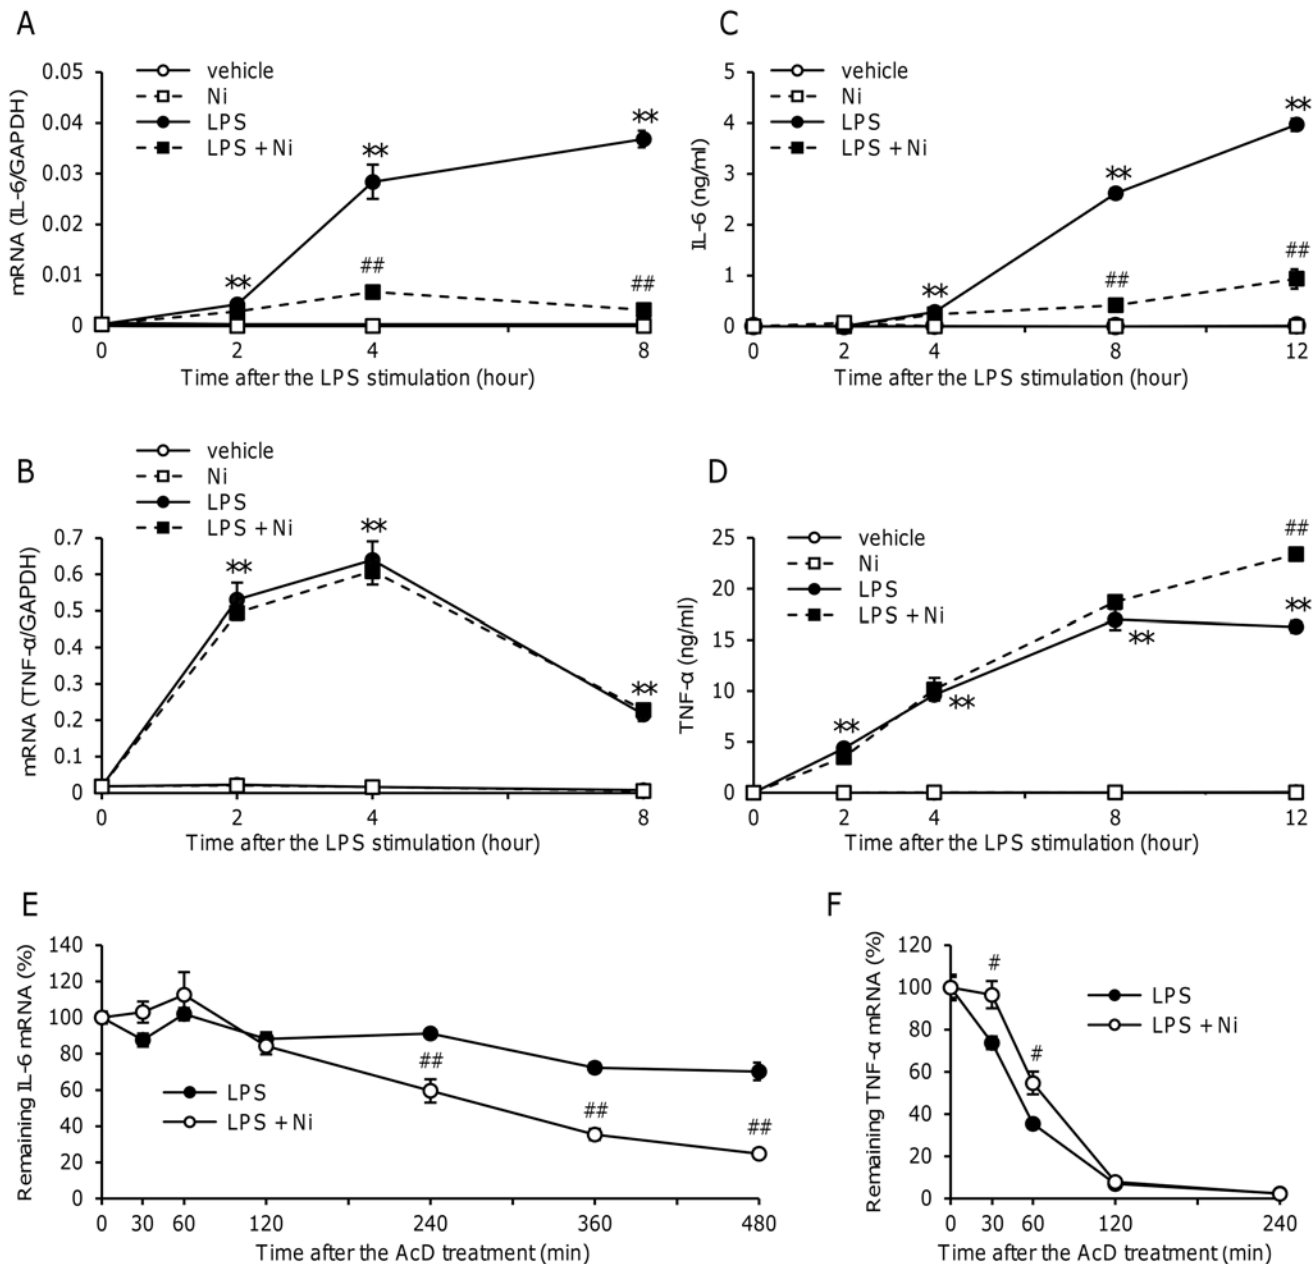 A
mRNA (IL-6/GAPDH)
vehicle
Ni
LPS
LPS + Ni
0.05
0.04
0.03
0.02
0.01
0
**
**
**
##
##
0 2 4 8
Time after the LPS stimulation (hour)
C
IL-6 (ng/ml)
vehicle
Ni
LPS
LPS + Ni
5
4
3
2
1
0
**
**
**
##
##
0 2 4 8 12
Time after the LPS stimulation (hour)
B
mRNA (TNF-α/GAPDH)
vehicle
Ni
LPS
LPS + Ni
0.7
0.6
0.5
0.4
0.3
0.2
0.1
0
**
**
**
0 2 4 8
Time after the LPS stimulation (hour)
D
TNF-α (ng/ml)
vehicle
Ni
LPS
LPS + Ni
25
20
15
10
5
0
**
**
**
##
**
0 2 4 8 12
Time after the LPS stimulation (hour)
E
Remaining IL-6 mRNA (%)
140
120
100
80
60
40
20
0
LPS
LPS + Ni
##
##
##
0 30 60 120 240 360 480
Time after the AcD treatment (min)
F
Remaining TNF-α mRNA (%)
120
100
80
60
40
20
0
#
#
LPS
LPS + Ni
0 30 60 120 240
Time after the AcD treatment (min)